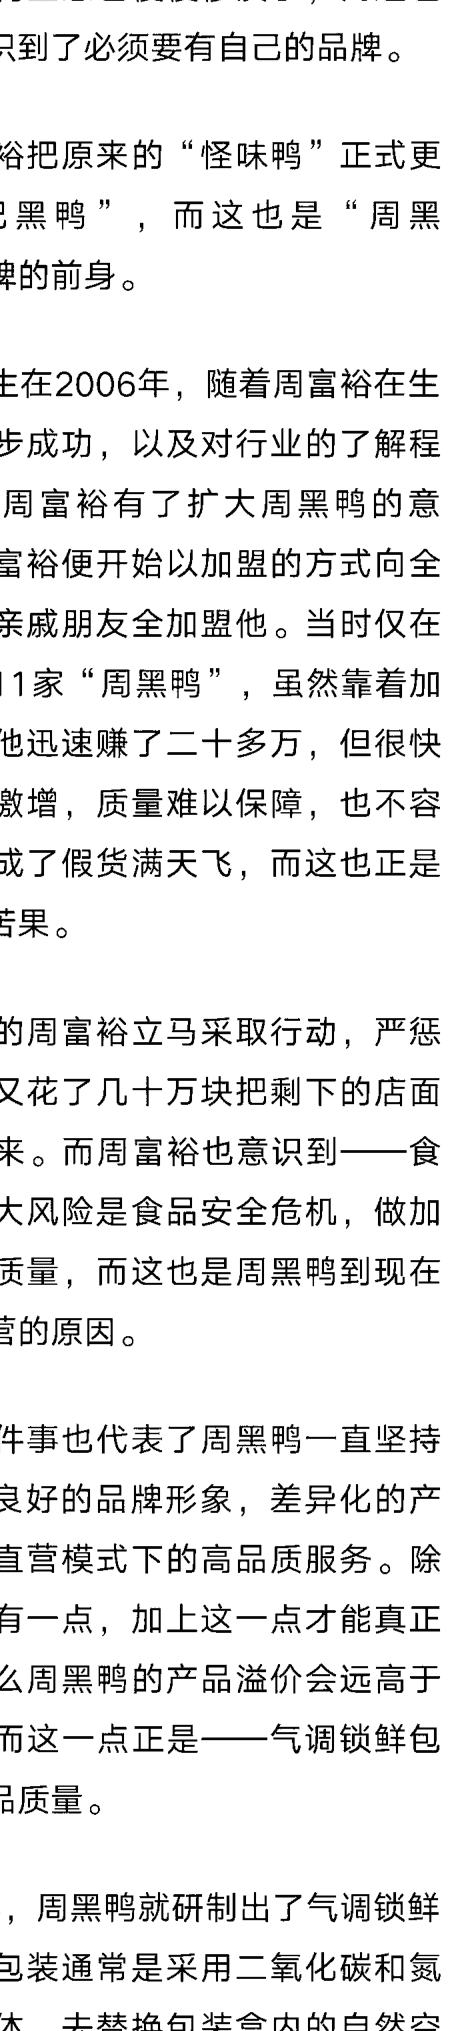 识到了必须要有自己的品牌。
裕把原来的“怪味鸭”正式更
黑鸭”，而这也是“周黑
牌的前身。
生在2006年，随着周富裕在生
步成功，以及对行业的了解程
周富裕有了扩大周黑鸭的意
富裕便开始以加盟的方式向全
亲戚朋友全加盟他。当时仅在
11家“周黑鸭”，虽然靠着加
他迅速赚了二十多万，但很快
激增，质量难以保障，也不容
成了假货满天飞，而这也正是
苦果。
的周富裕立马采取行动，严惩
又花了几十万块把剩下的店面
来。而周富裕也意识到——食
大风险是食品安全危机，做加
质量，而这也是周黑鸭到现在
营的原因。
件事也代表了周黑鸭一直坚持
良好的品牌形象，差异化的产
直营模式下的高品质服务。除
有一点，加上这一点才能真正
么周黑鸭的产品溢价会远高于
而这一点正是——气调锁鲜包
品质量。
，周黑鸭就研制出了气调锁鲜
包装通常是采用二氧化碳和氮
体，去替换包装盒内的自然空